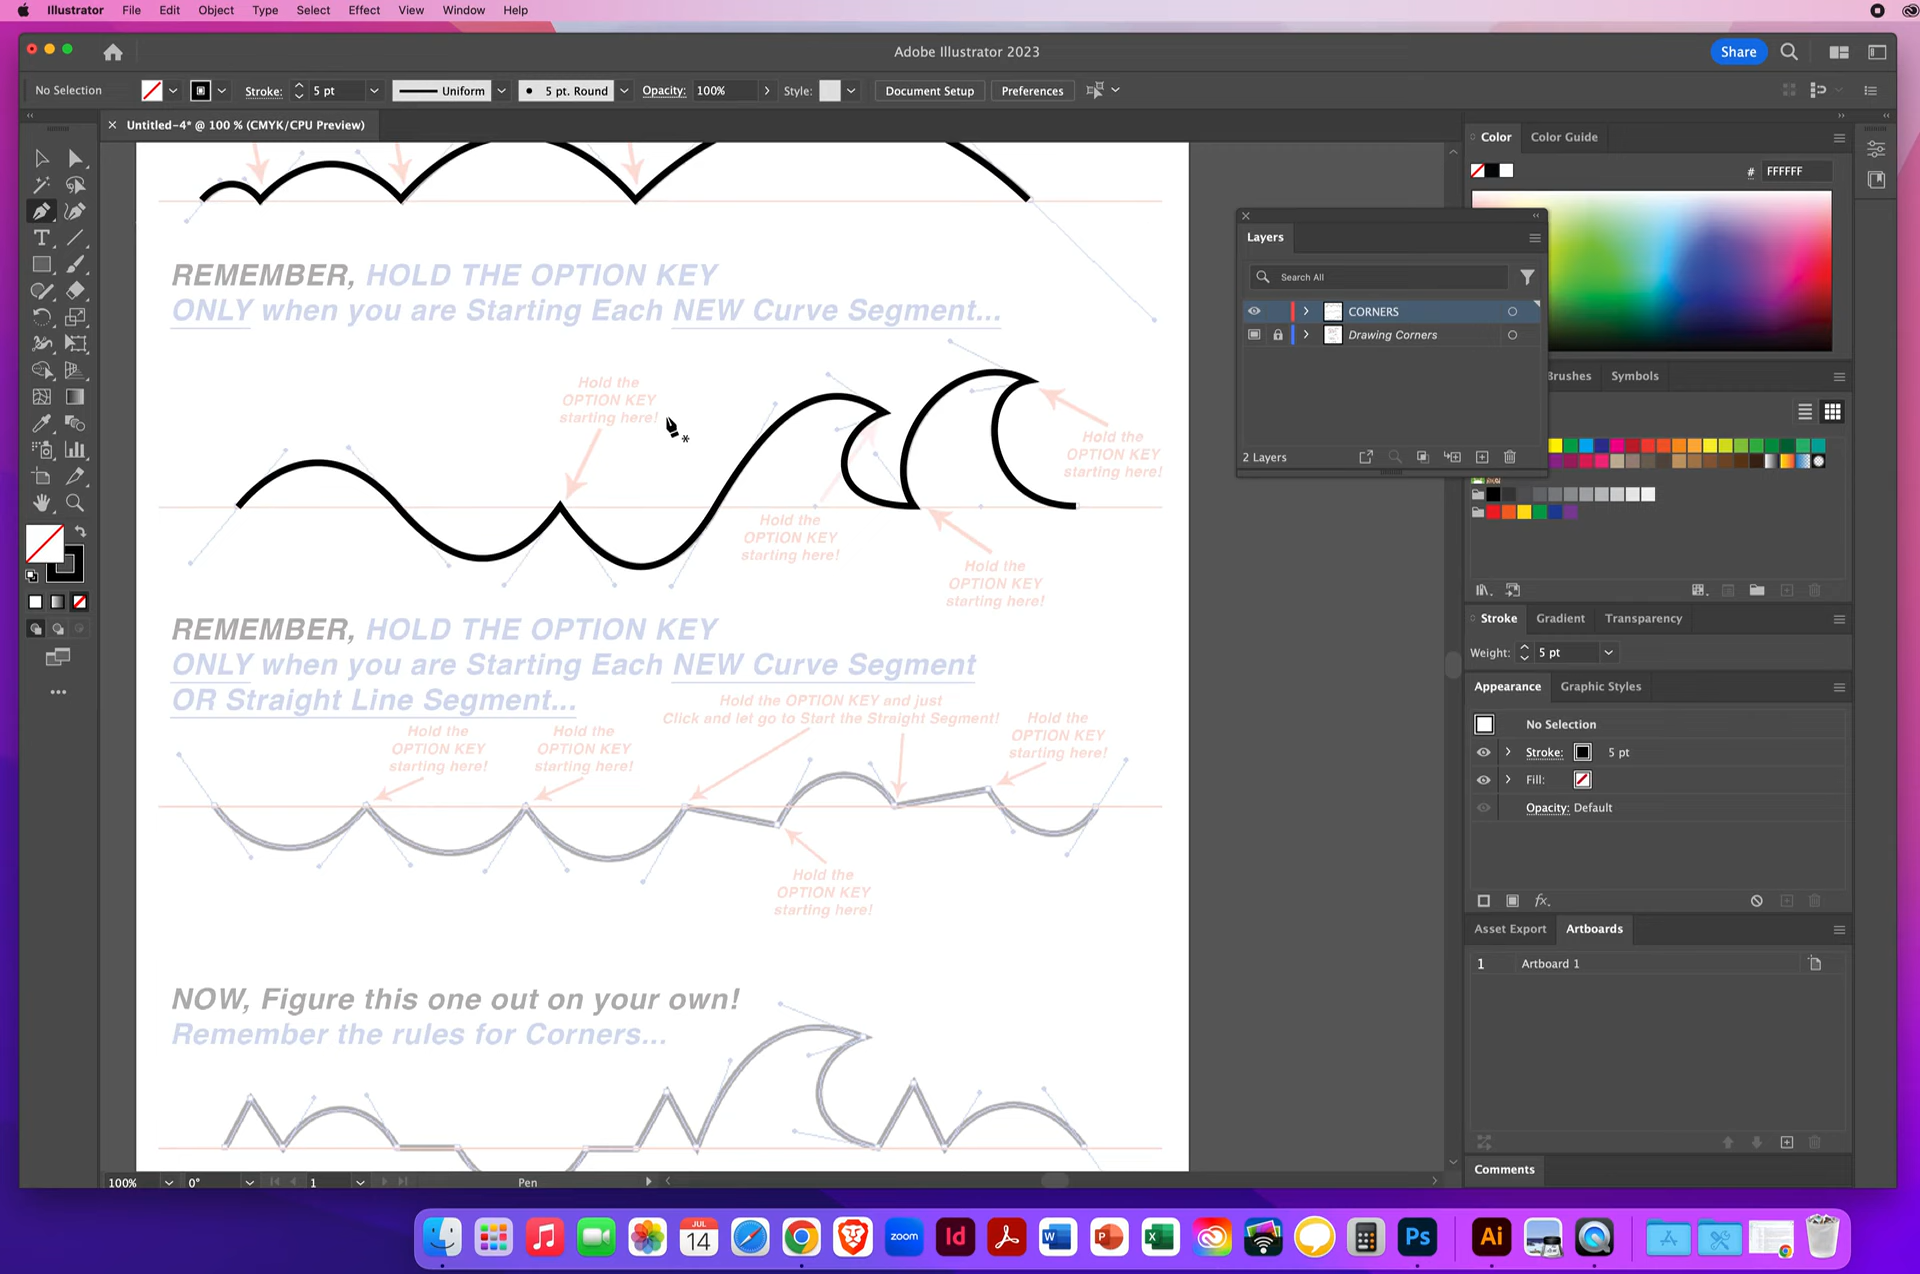 Illustrator File Edit Object Type Select Effect View Window Help
Adobe Illustrator 2023
Share
No Selection
Stroke: 5 pt
Uniform
5 pt. Round
Opacity: 100%
Style:
Document Setup
Preferences
Untitled-4* @ 100 % (CMYK/CPU Preview)
REMEMBER, HOLD THE OPTION KEY
ONLY when you are Starting Each NEW Curve Segment...
Hold the
OPTION KEY
starting here!
Hold the
OPTION KEY
starting here!
Hold the
OPTION KEY
starting here!
Hold the
OPTION KEY
starting here!
REMEMBER, HOLD THE OPTION KEY
ONLY when you are Starting Each NEW Curve Segment
OR Straight Line Segment...
Hold the OPTION KEY and just
Click and let go to Start the Straight Segment!
Hold the
OPTION KEY
starting here!
Hold the
OPTION KEY
starting here!
Hold the
OPTION KEY
starting here!
Hold the
OPTION KEY
starting here!
NOW, Figure this one out on your own!
Remember the rules for Corners...
100%
0°
1
Pen
Layers
Search All
CORNERS
Drawing Corners
2 Layers
Color
Color Guide
# FFFFFF
Brushes
Symbols
Stroke
Gradient
Transparency
Weight: 5 pt
Appearance
Graphic Styles
No Selection
Stroke: 5 pt
Fill:
Opacity: Default
fx.
Asset Export
Artboards
1 Artboard 1
Comments
JUL
14
zoom
Id
W
P
X
Ps
Ai